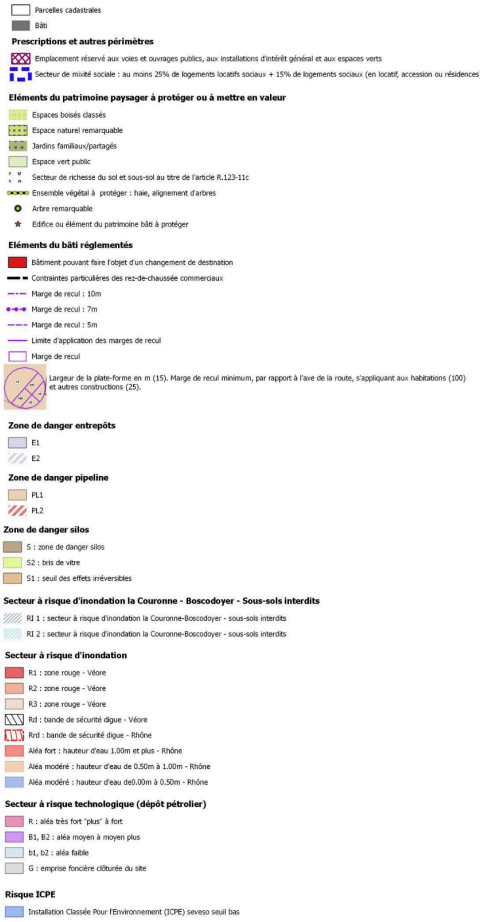 Parcelles cadastrales
Bâti
Prescriptions et autres périmètres
Emplacement réservé aux voies et ouvrages publics, aux installations d'intérêt général et aux espaces verts
Secteur de mixité sociale : au moins 25% de logements locatifs sociaux + 15% de logements sociaux (en locatif, accession ou résidences)
Eléments du patrimoine paysager à protéger ou à mettre en valeur
Espaces boisés classés
Espace naturel remarquable
Jardins familiaux/partagés
Espace vert public
Secteur de richesse du sol et sous-sol au titre de l'article R.123-11c
Ensemble végétal à protéger : haie, alignement d'arbres
Arbre remarquable
Edifice ou élément du patrimoine bâti à protéger
Eléments du bâti réglementés
Bâtiment pouvant faire l'objet d'un changement de destination
Contraintes particulières des rez-de-chaussée commerciaux
Marge de recul : 10m
Marge de recul : 7m
Marge de recul : 5m
Limite d'application des marges de recul
Marge de recul
Largeur de la plate-forme en m (15). Marge de recul minimum, par rapport à l'axe de la route, s'appliquant aux habitations (100)
et autres constructions (25).
Zone de danger entrepôts
E1
E2
Zone de danger pipeline
PL1
PL2
Zone de danger silos
S : zone de danger silos
S2 : bris de vitre
S1 : seuil des effets irréversibles
Secteur à risque d'inondation la Couronne - Boscodoyer - Sous-sols interdits
RI 1 : secteur à risque d'inondation la Couronne-Boscodoyer - sous-sols interdits
RI 2 : secteur à risque d'inondation la Couronne-Boscodoyer - sous-sols interdits
Secteur à risque d'inondation
R1 : zone rouge - Véore
R2 : zone rouge - Véore
R3 : zone rouge - Véore
Rd : bande de sécurité digue - Véore
Rrd : bande de sécurité digue - Rhône
Aléa fort : hauteur d'eau 1.00m et plus - Rhône
Aléa modéré : hauteur d'eau de 0.50m à 1.00m - Rhône
Aléa modéré : hauteur d'eau de0.00m à 0.50m - Rhône
Secteur à risque technologique (dépôt pétrolier)
R : aléa très fort "plus" à fort
B1, B2 : aléa moyen à moyen plus
b1, b2 : aléa faible
G : emprise foncière clôturée du site
Risque ICPE
Installation Classée Pour l'Environnement (ICPE) seveso seuil bas